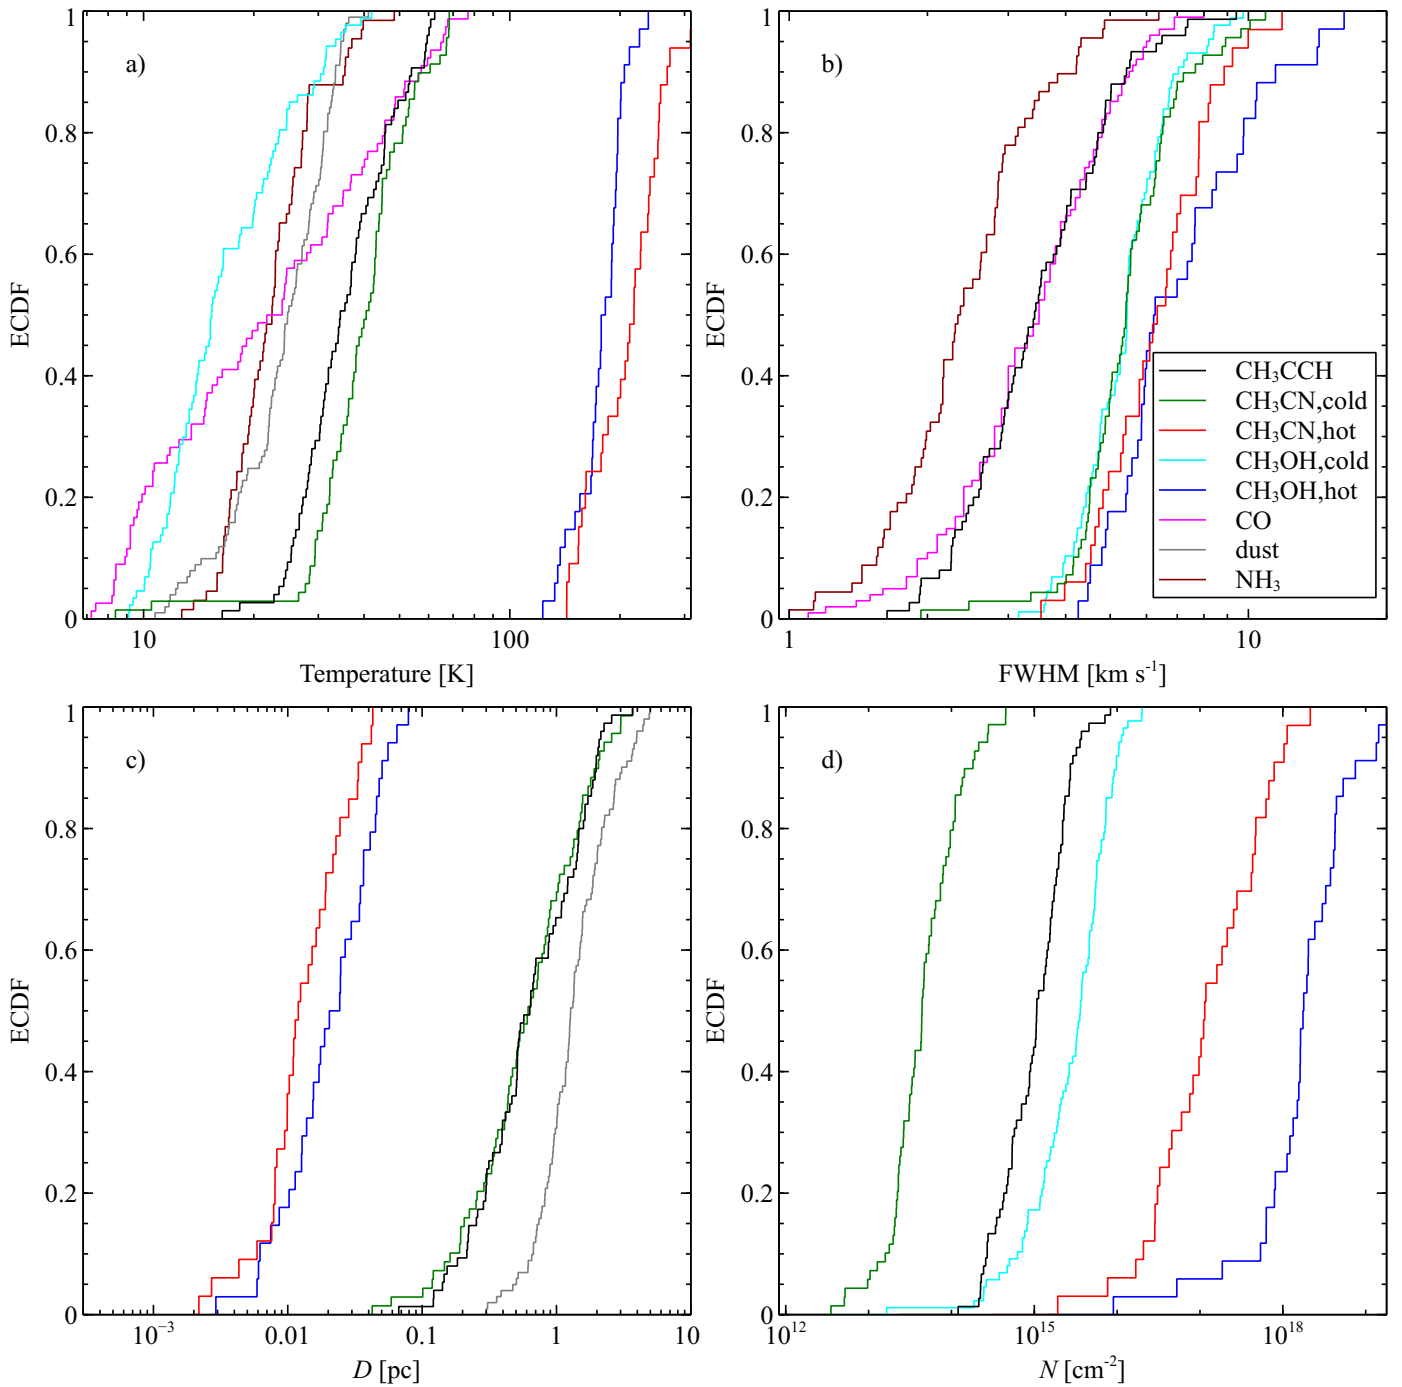 a)
ECDF
1
0.8
0.6
0.4
0.2
0
10
100
Temperature [K]
b)
ECDF
1
0.8
0.6
0.4
0.2
0
1
10
FWHM [km s⁻¹]
CH₃CCH
CH₃CN,cold
CH₃CN,hot
CH₃OH,cold
CH₃OH,hot
CO
dust
NH₃
c)
ECDF
1
0.8
0.6
0.4
0.2
0
10⁻³
0.01
0.1
1
10
D [pc]
d)
ECDF
1
0.8
0.6
0.4
0.2
0
10¹²
10¹⁵
10¹⁸
N [cm⁻²]